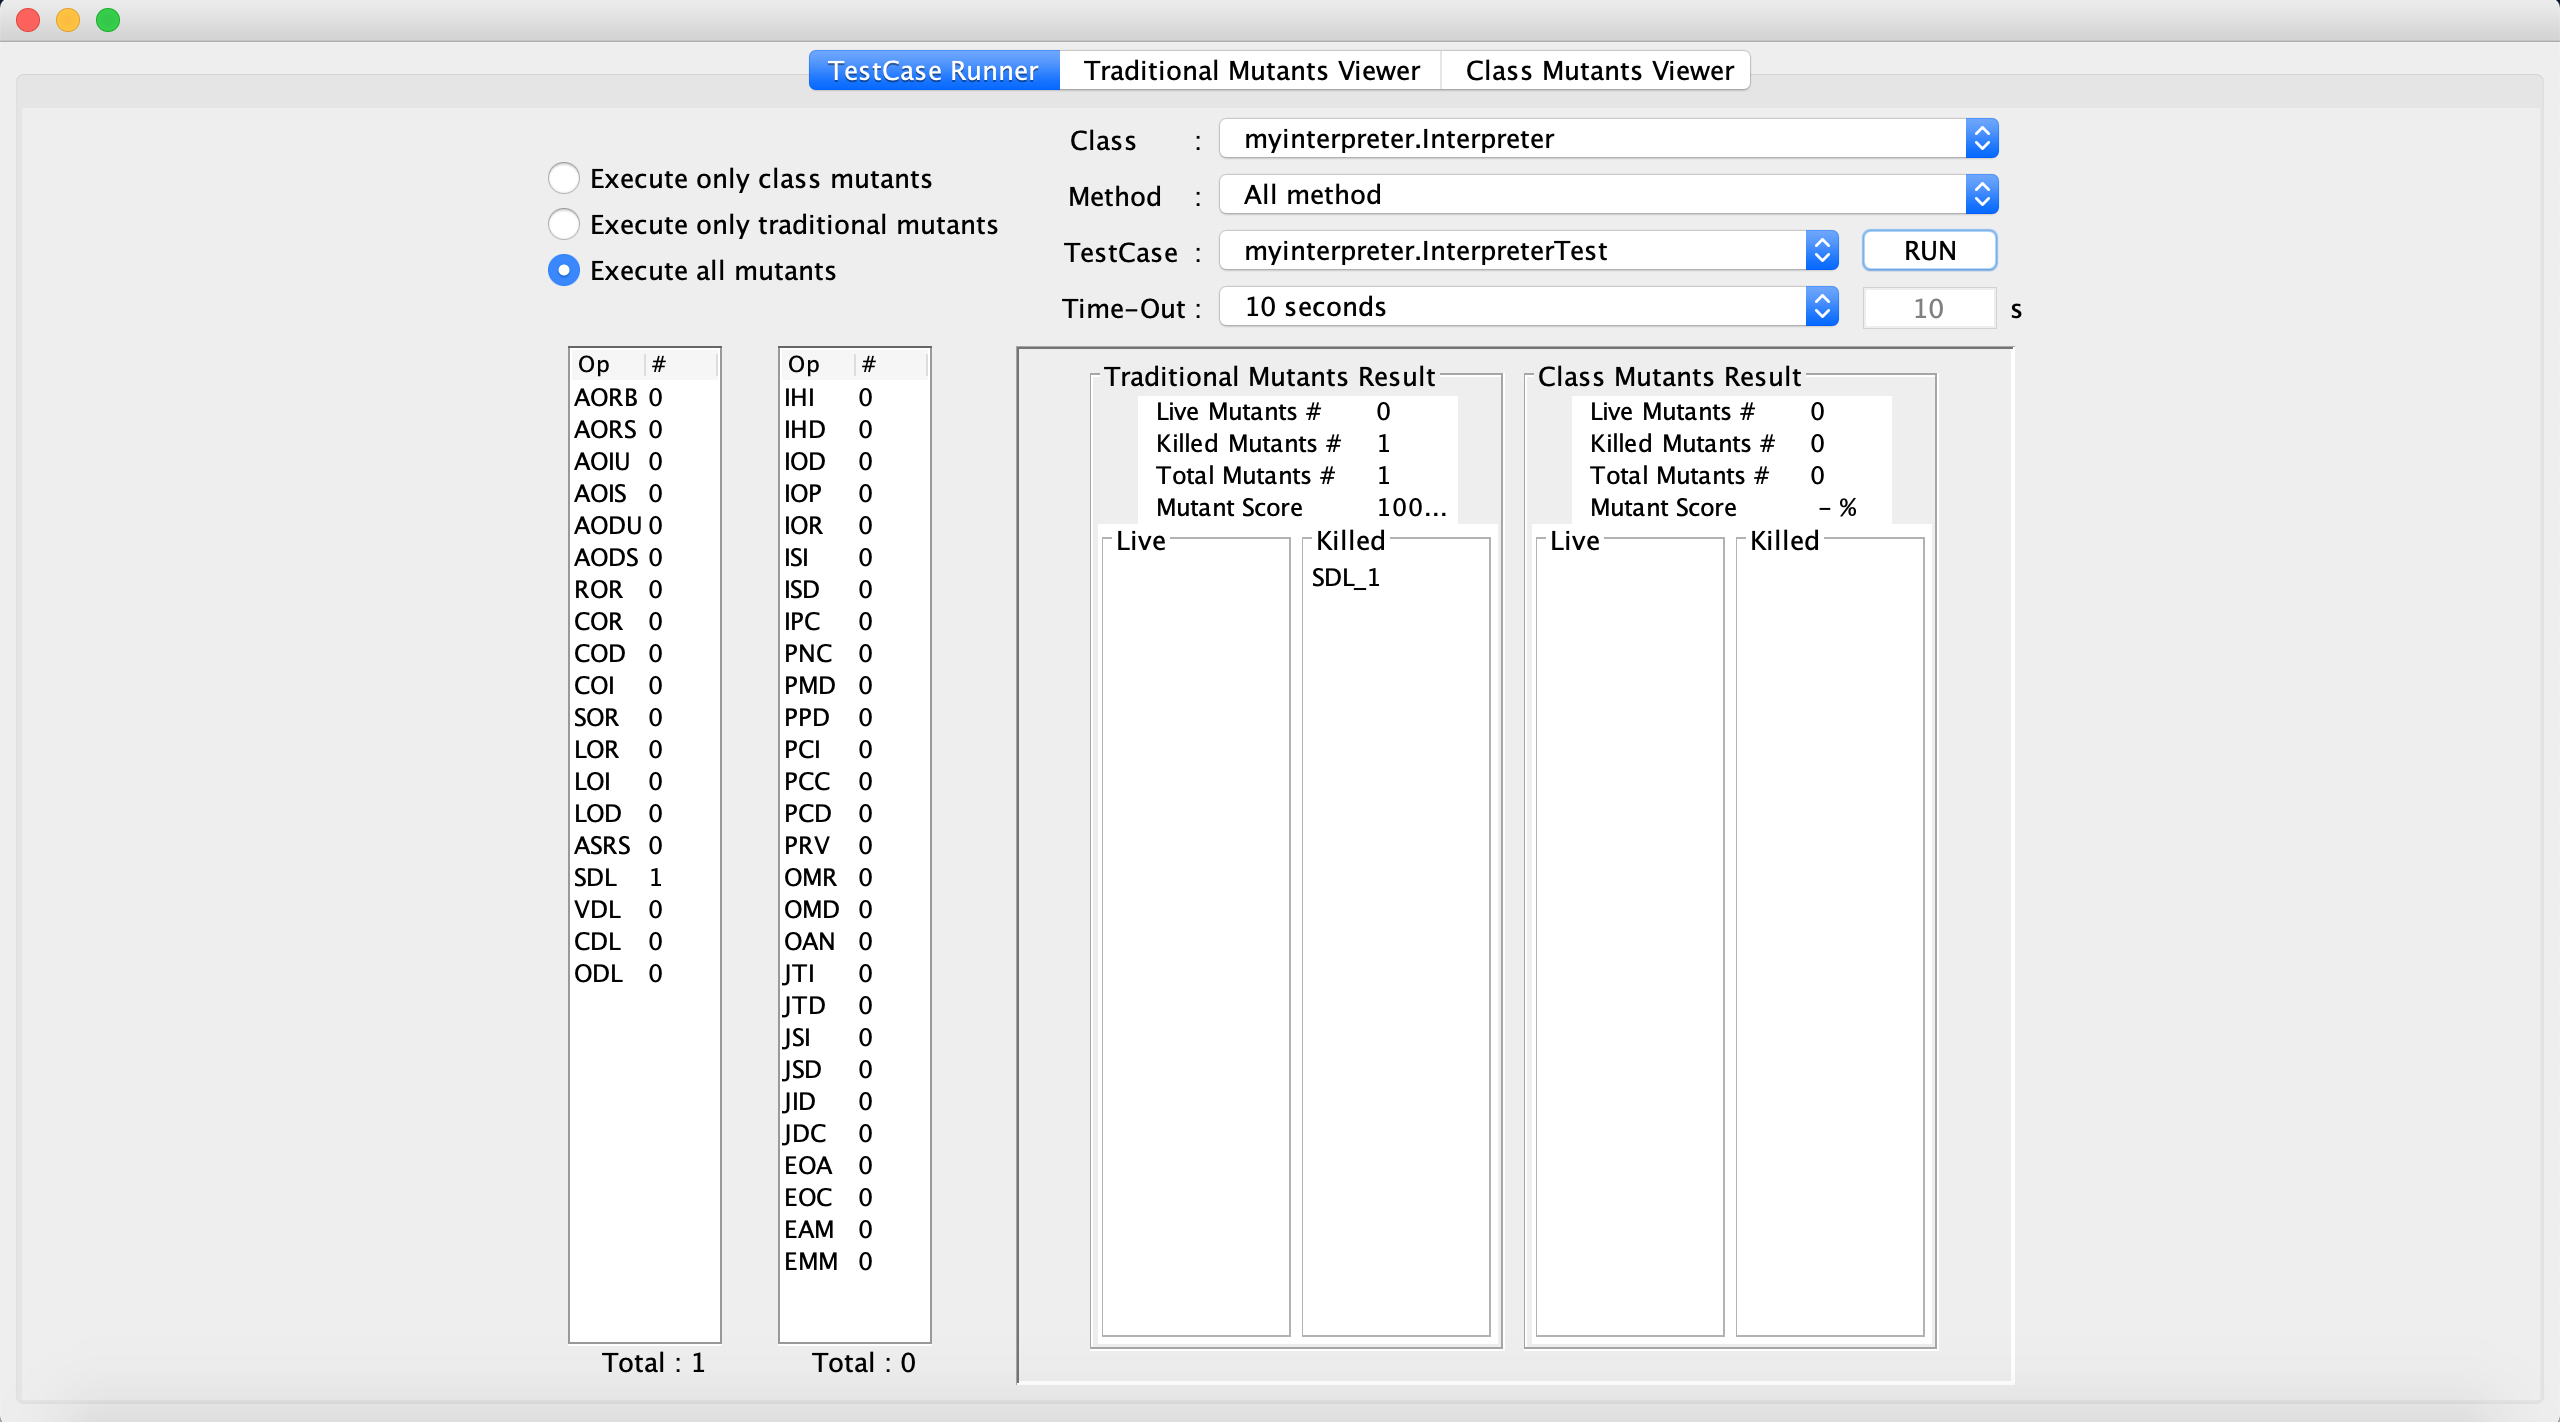 TestCase Runner Traditional Mutants Viewer Class Mutants Viewer
Execute only class mutants
Execute only traditional mutants
Execute all mutants
Class : myinterpreter.Interpreter
Method : All method
TestCase : myinterpreter.InterpreterTest RUN
Time-Out : 10 seconds 10 s
Op #
AORB 0
AORS 0
AOIU 0
AOIS 0
AODU 0
AODS 0
ROR 0
COR 0
COD 0
COI 0
SOR 0
LOR 0
LOI 0
LOD 0
ASRS 0
SDL 1
VDL 0
CDL 0
ODL 0
Total : 1
Op #
IHI 0
IHD 0
IOD 0
IOP 0
IOR 0
ISI 0
ISD 0
IPC 0
PNC 0
PMD 0
PPD 0
PCI 0
PCC 0
PCD 0
PRV 0
OMR 0
OMD 0
OAN 0
JTI 0
JTD 0
JSI 0
JSD 0
JID 0
JDC 0
EOA 0
EOC 0
EAM 0
EMM 0
Total : 0
Traditional Mutants Result
Live Mutants # 0
Killed Mutants # 1
Total Mutants # 1
Mutant Score 100...
Live Killed
SDL_1
Class Mutants Result
Live Mutants # 0
Killed Mutants # 0
Total Mutants # 0
Mutant Score - %
Live Killed